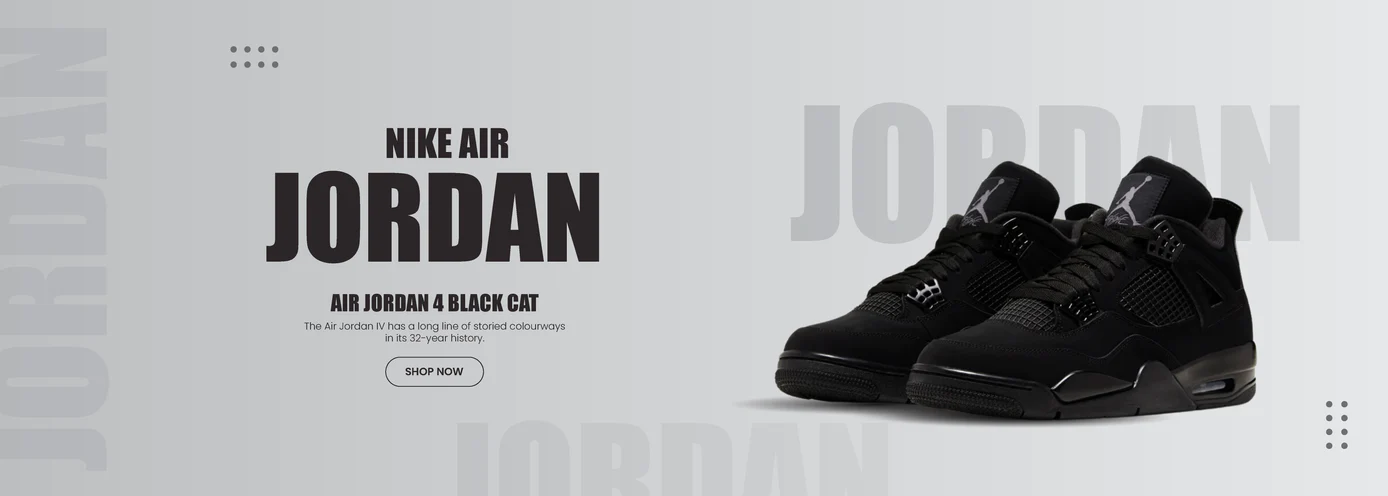 JORDAN
NIKE AIR
JORDAN
AIR JORDAN 4 BLACK CAT
The Air Jordan IV has a long line of storied colourways
in its 32-year history.
SHOP NOW
JORDAN
JORDAN